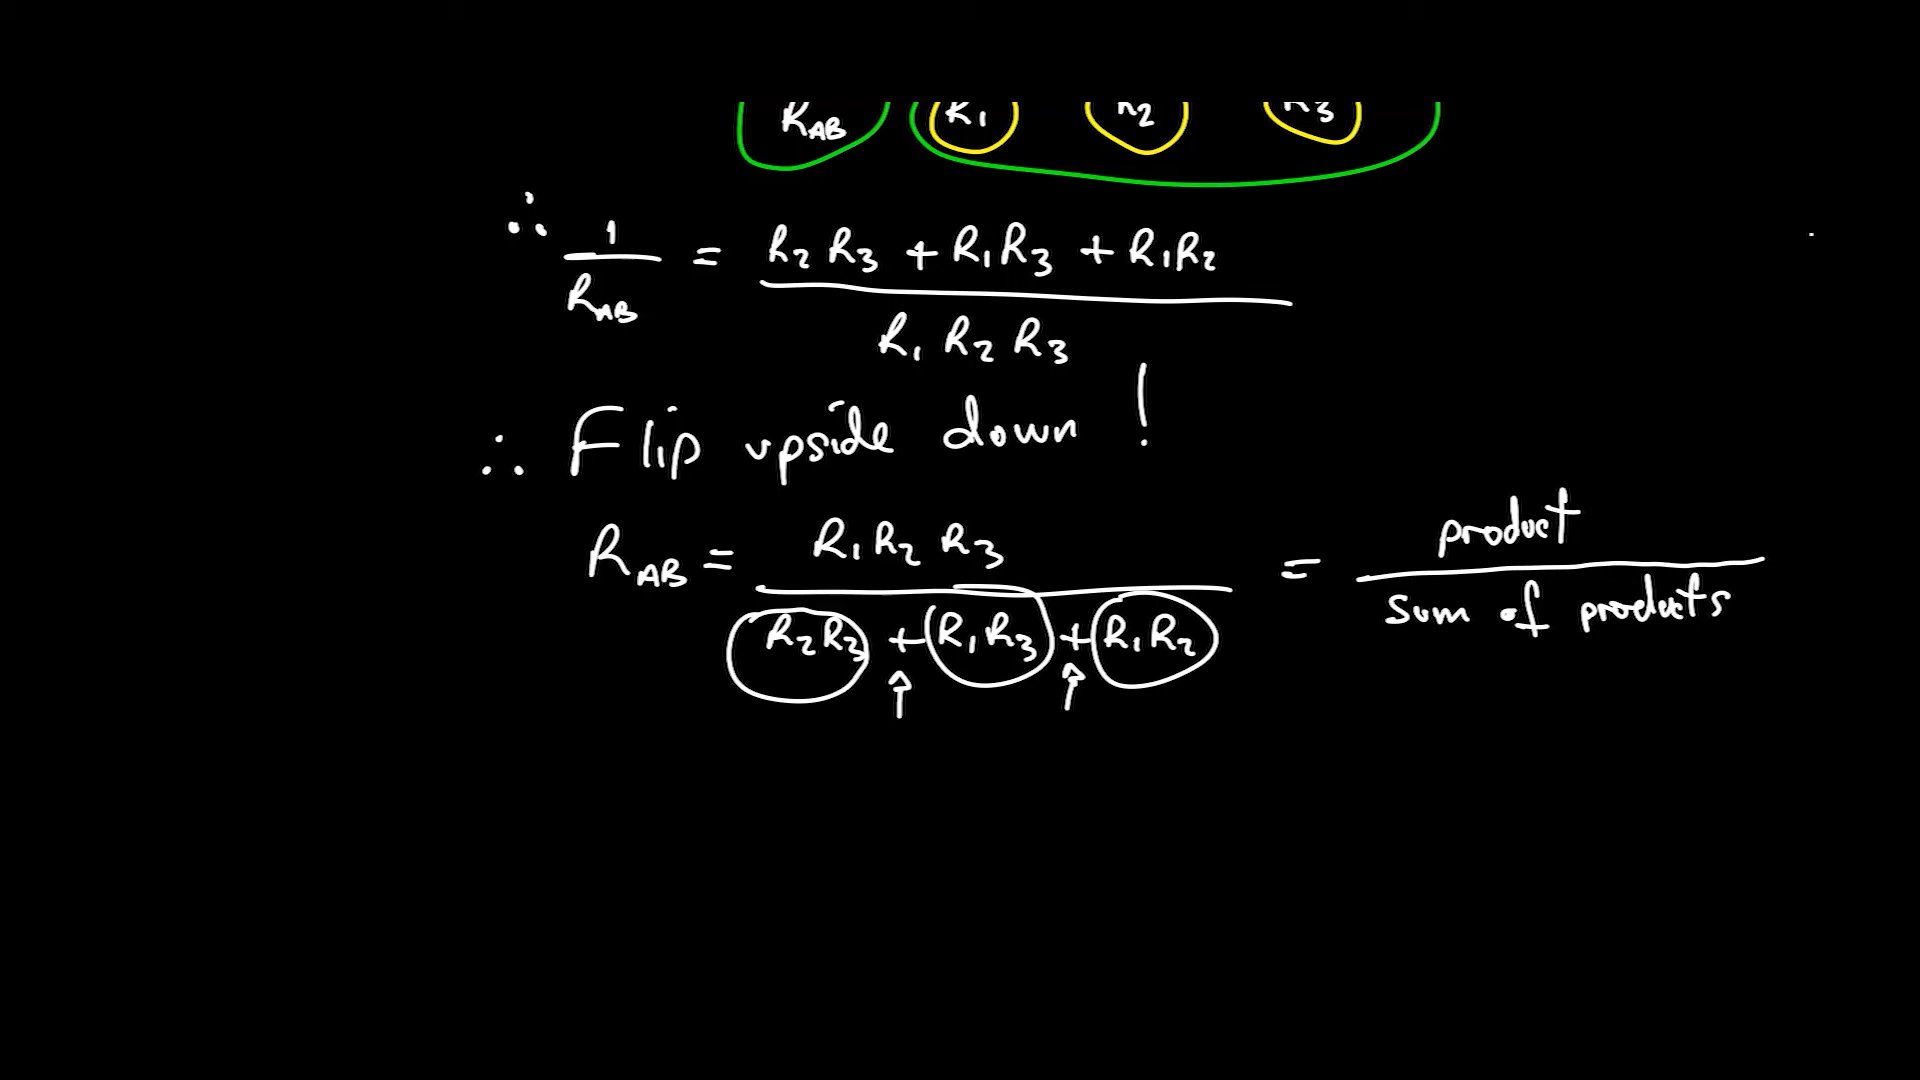 R_AB R_1 R_2 R_3
∴ 1/R_AB = (R_2 R_3 + R_1 R_3 + R_1 R_2)/(R_1 R_2 R_3)
∴ Flip upside down !
R_AB = (R_1 R_2 R_3)/(R_2 R_3 + R_1 R_3 + R_1 R_2) = product/sum of products